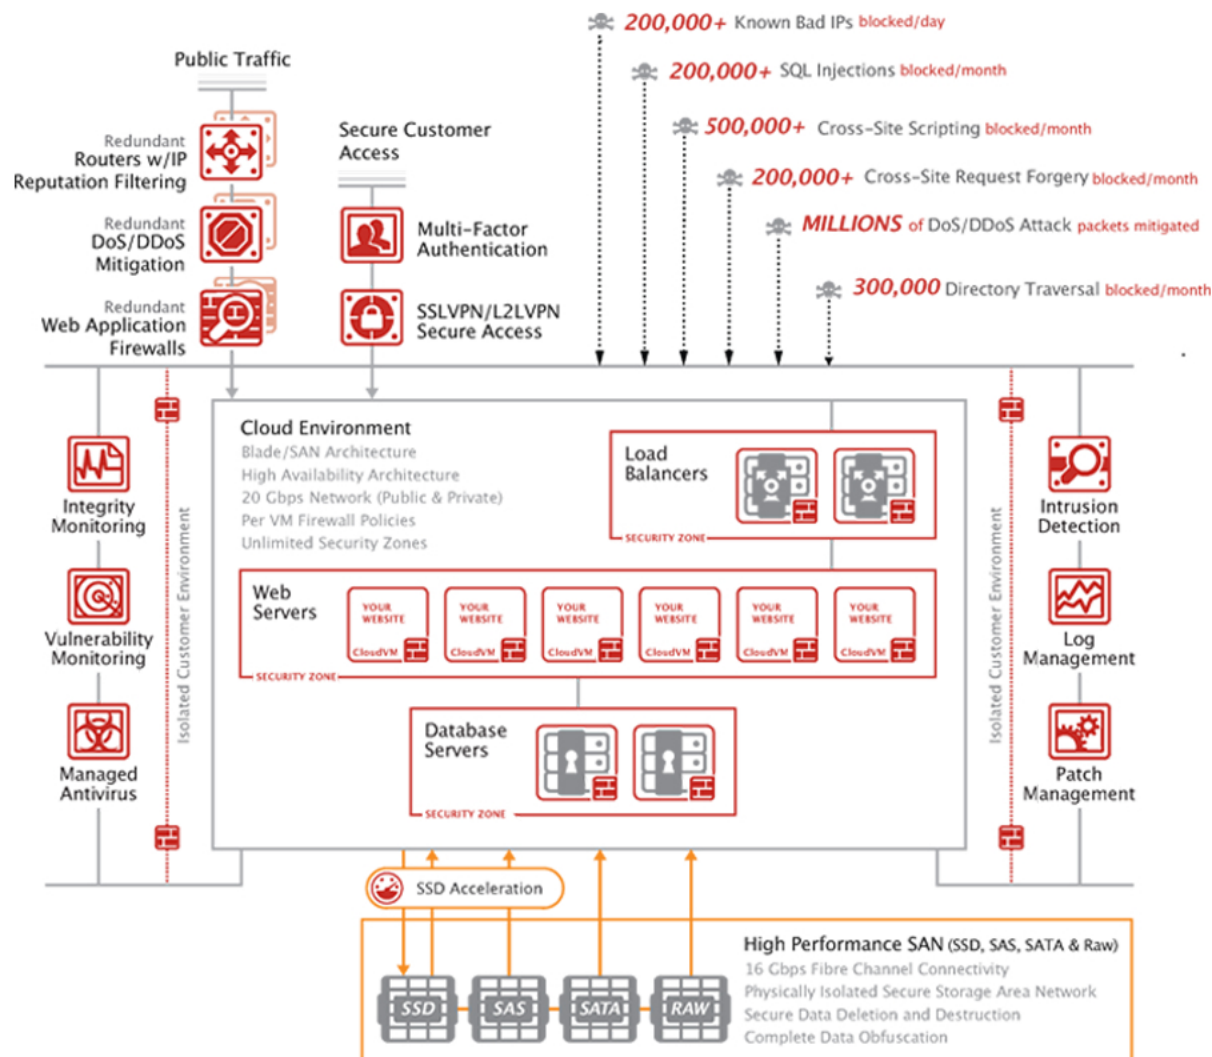 200,000+ Known Bad IPs blocked/day
Public Traffic
200,000+ SQL Injections blocked/month
Secure Customer
Access
500,000+ Cross-Site Scripting blocked/month
Redundant
Routers w/IP
Reputation Filtering
200,000+ Cross-Site Request Forgery blocked/month
Redundant
DoS/DDoS
Mitigation
Multi-Factor
Authentication
MILLIONS of DoS/DDoS Attack packets mitigated
300,000 Directory Traversal blocked/month
Redundant
Web Application
Firewalls
SSLVPN/L2LVPN
Secure Access
Cloud Environment
Blade/SAN Architecture
High Availability Architecture
20 Gbps Network (Public & Private)
Per VM Firewall Policies
Unlimited Security Zones
Load
Balancers
SECURITY ZONE
Integrity
Monitoring
Vulnerability
Monitoring
Managed
Antivirus
Isolated Customer Environment
Web
Servers
YOUR
WEBSITE
CloudVM
YOUR
WEBSITE
CloudVM
YOUR
WEBSITE
CloudVM
YOUR
WEBSITE
CloudVM
YOUR
WEBSITE
CloudVM
YOUR
WEBSITE
CloudVM
SECURITY ZONE
Database
Servers
SECURITY ZONE
Isolated Customer Environment
Intrusion
Detection
Log
Management
Patch
Management
SSD Acceleration
High Performance SAN (SSD, SAS, SATA & Raw)
16 Gbps Fibre Channel Connectivity
Physically Isolated Secure Storage Area Network
Secure Data Deletion and Destruction
Complete Data Obfuscation
SSD
SAS
SATA
RAW